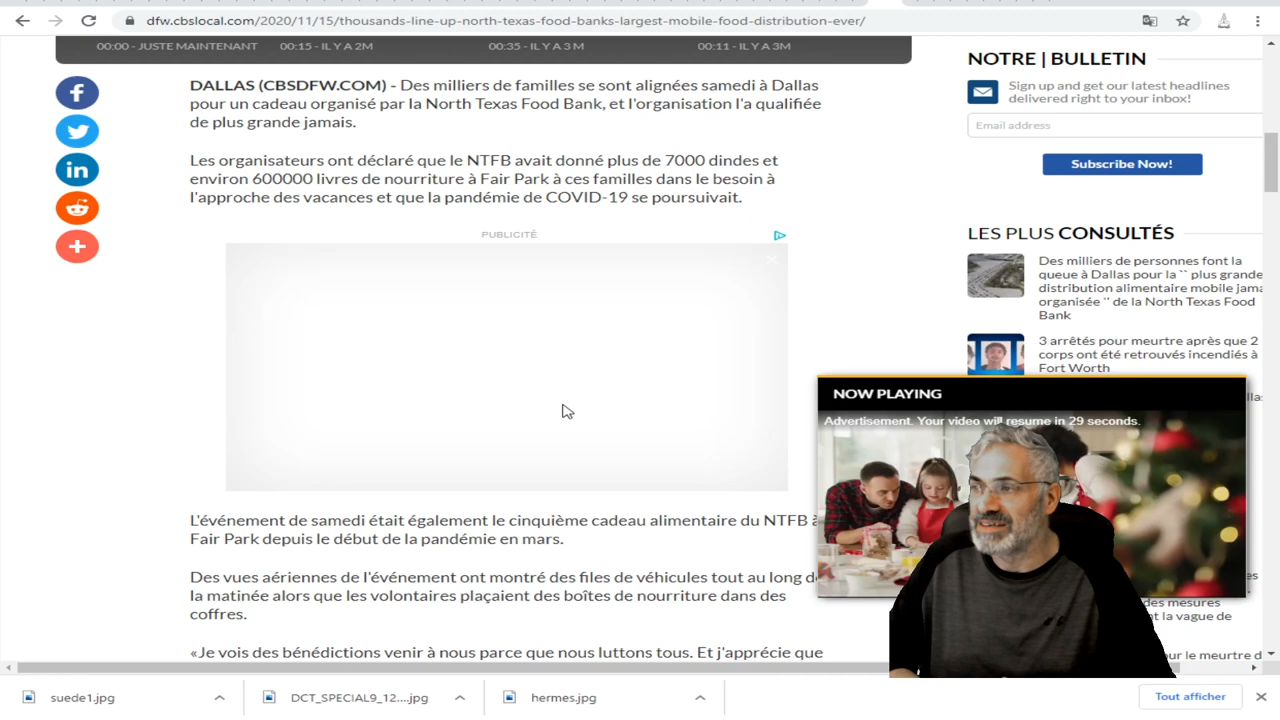 dfw.cbslocal.com/2020/11/15/thousands-line-up-north-texas-food-banks-largest-mobile-food-distribution-ever/
00:00 - JUSTE MAINTENANT
00:15 - IL Y A 2M
00:35 - IL Y A 3 M
00:11 - IL Y A 3M
DALLAS (CBSDFW.COM) - Des milliers de familles se sont alignées samedi à Dallas
pour un cadeau organisé par la North Texas Food Bank, et l'organisation l'a qualifiée
de plus grande jamais.
Les organisateurs ont déclaré que le NTFB avait donné plus de 7000 dindes et
environ 600000 livres de nourriture à Fair Park à ces familles dans le besoin à
l'approche des vacances et que la pandémie de COVID-19 se poursuivait.
PUBLICITÉ
L'événement de samedi était également le cinquième cadeau alimentaire du NTFB à
Fair Park depuis le début de la pandémie en mars.
Des vues aériennes de l'événement ont montré des files de véhicules tout au long de
la matinée alors que les volontaires plaçaient des boîtes de nourriture dans des
coffres.
«Je vois des bénédictions venir à nous parce que nous luttons tous. Et j'apprécie que
NOTRE | BULLETIN
Sign up and get our latest headlines
delivered right to your inbox!
Email address
Subscribe Now!
LES PLUS CONSULTÉS
Des milliers de personnes font la
queue à Dallas pour la `` plus grande
distribution alimentaire mobile jama
organisée '' de la North Texas Food
Bank
3 arrêtés pour meurtre après que 2
corps ont été retrouvés incendiés à
Fort Worth
NOW PLAYING
Advertisement. Your video will resume in 29 seconds.
des mesures
nt la vague de
ur le meurtre d
suede1.jpg
DCT_SPECIAL9_12....jpg
hermes.jpg
Tout afficher